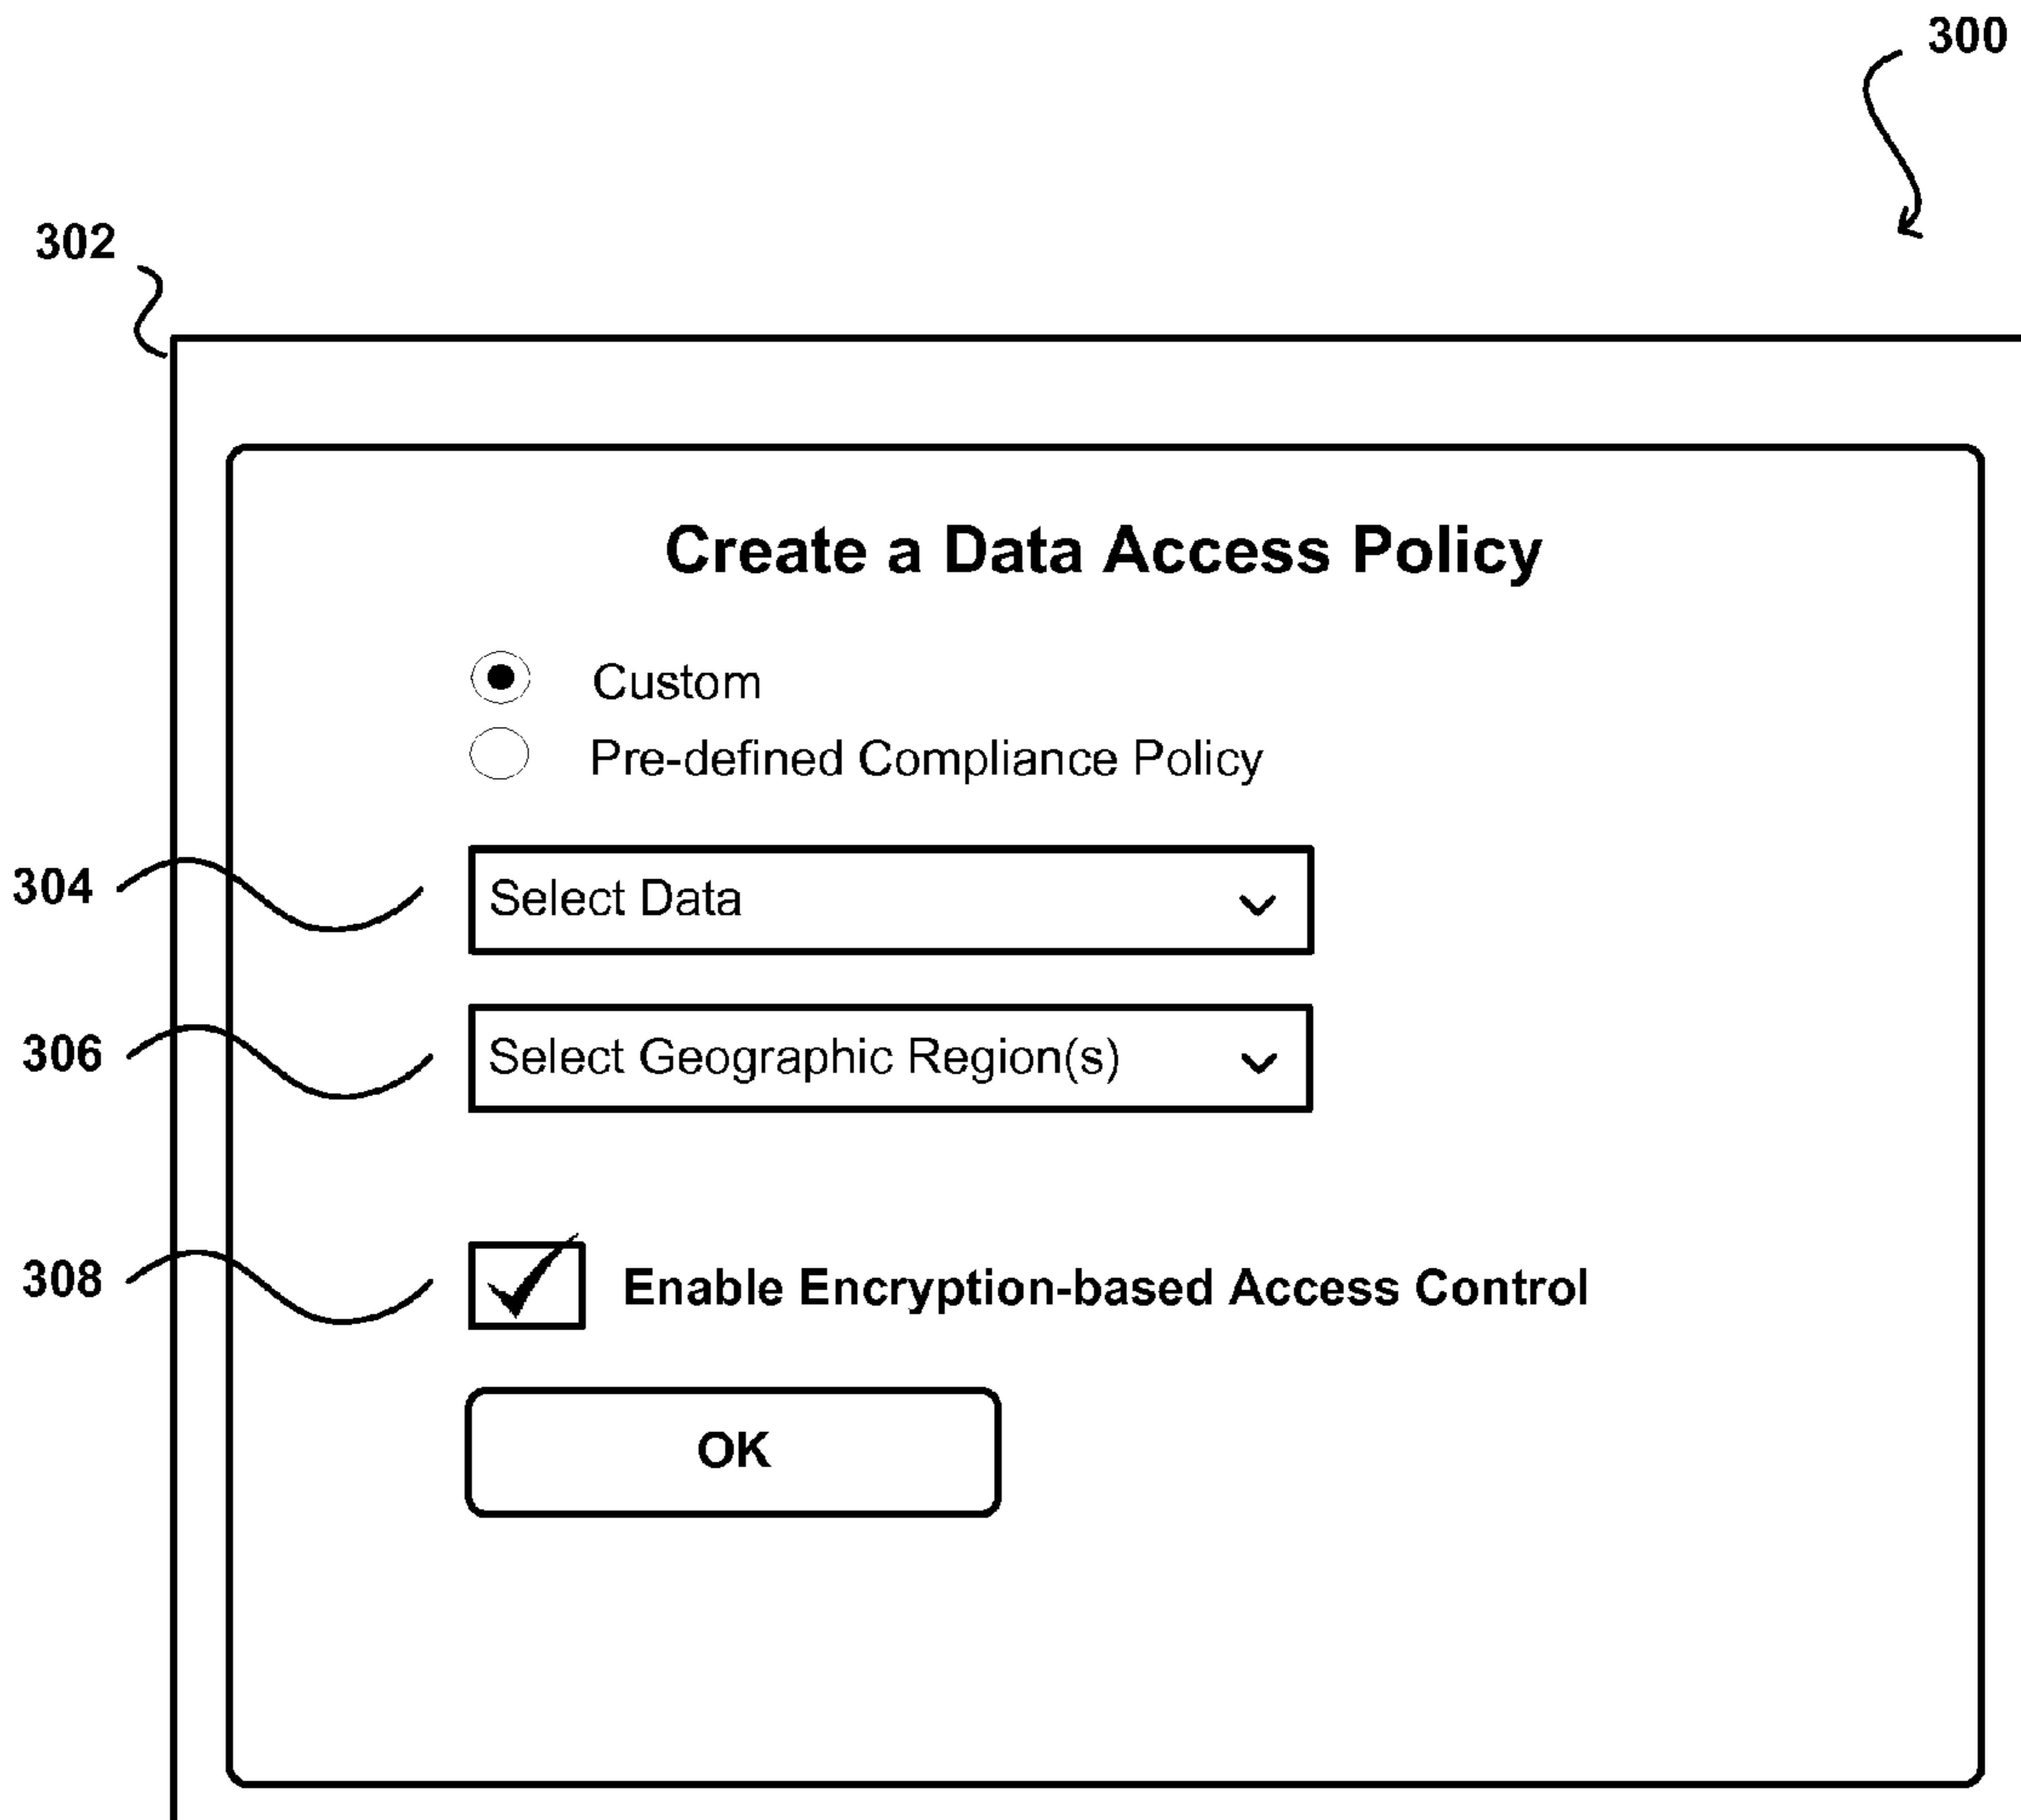 300
302
Create a Data Access Policy
Custom
Pre-defined Compliance Policy
304
Select Data
306
Select Geographic Region(s)
308
Enable Encryption-based Access Control
OK